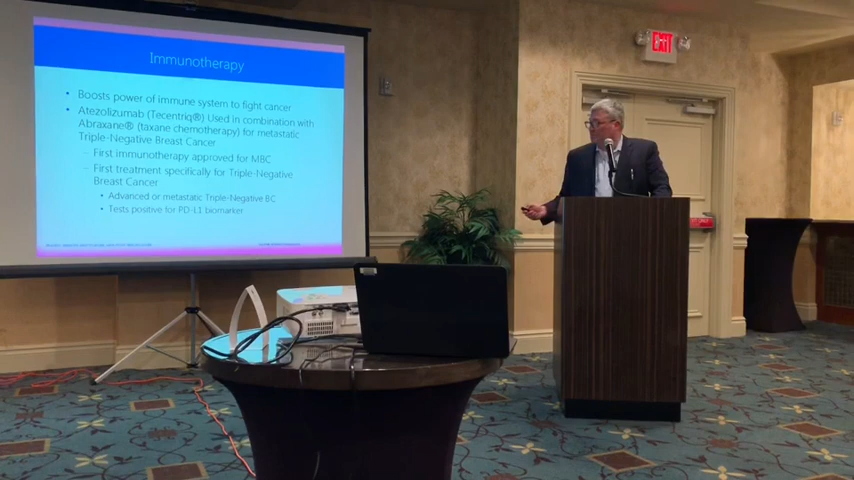 Immunotherapy
• Boosts power of immune system to fight cancer
• Atezolizumab (Tecentriq®) Used in combination with
Abraxane® (taxane chemotherapy) for metastatic
Triple-Negative Breast Cancer
– First immunotherapy approved for MBC
– First treatment specifically for Triple-Negative
Breast Cancer
• Advanced or metastatic Triple-Negative BC
• Tests positive for PD-L1 biomarker
EXIT